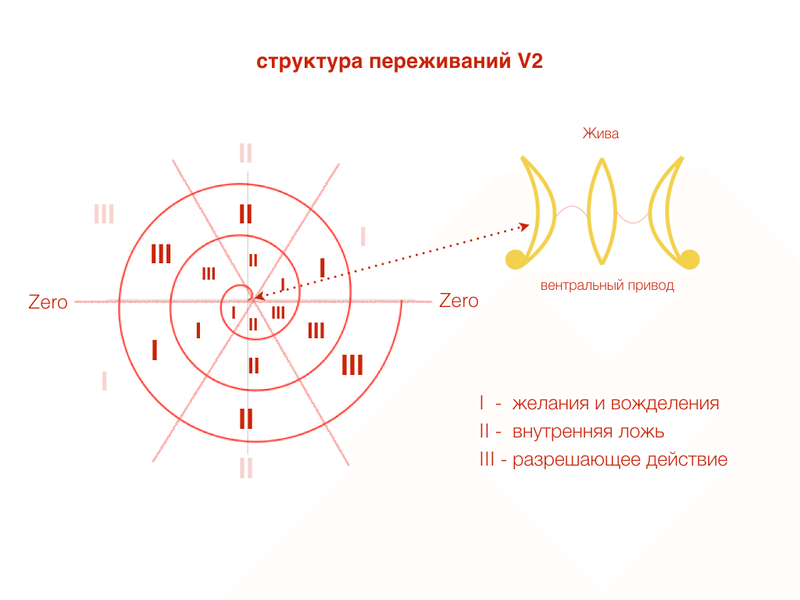 структура переживаний V2
Жива
II
III
II
I
III
II
I
III
I
Zero
Zero
вентральный привод
I
II
III
I
III
I
III
II
I
II
II
I - желания и вожделения
II - внутренняя ложь
III - разрешающее действие